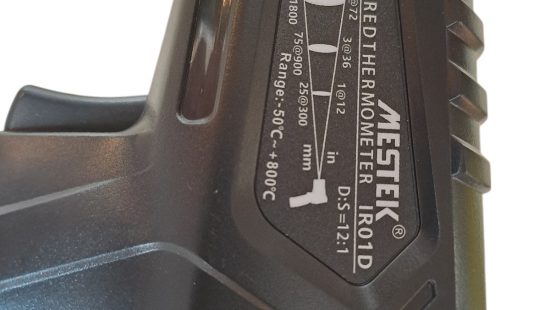 MESTEK®
REDTHERMOMETER IR01D
D:S=12:1
@72 3@36 1@12 in
1800 75@900 25@300 mm
Range:-50℃~+800℃